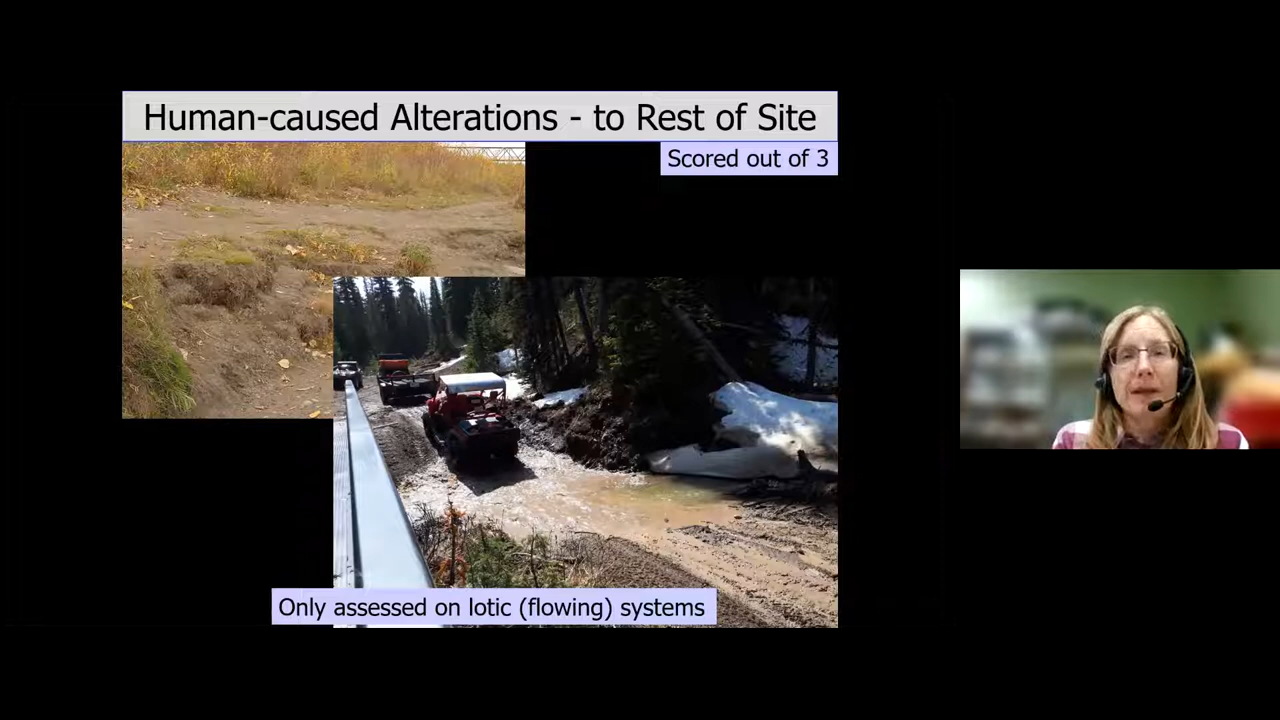 Human-caused Alterations - to Rest of Site
Scored out of 3
Only assessed on lotic (flowing) systems